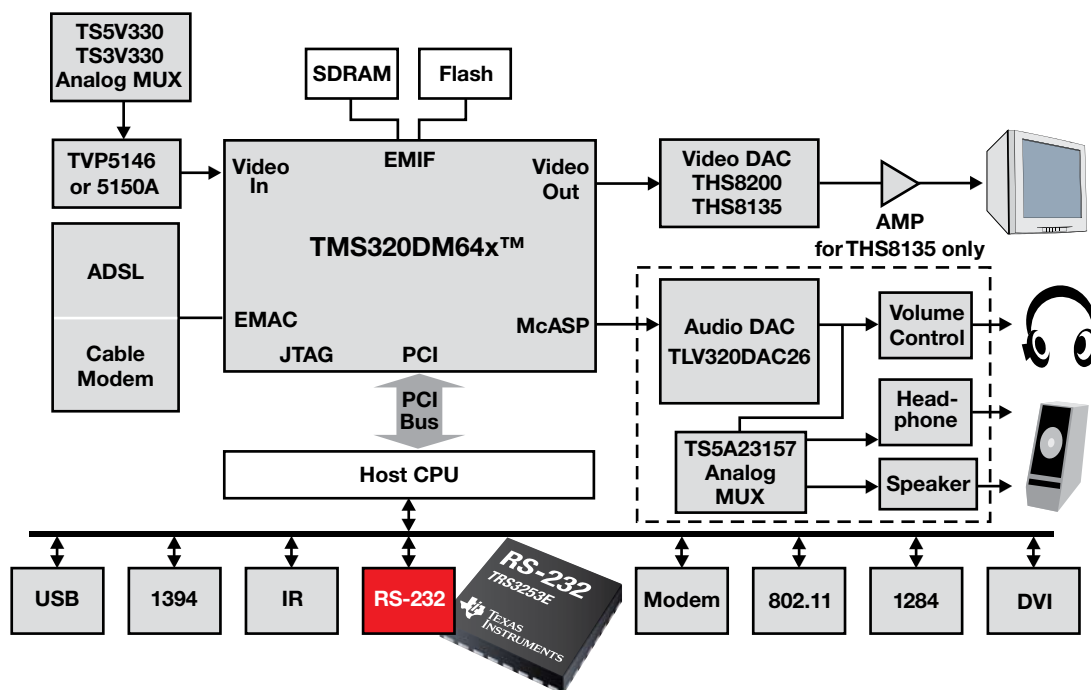 TS5V330
TS3V330
Analog MUX
SDRAM
Flash
TVP5146
or 5150A
Video
In
EMIF
Video
Out
Video DAC
THS8200
THS8135
AMP
for THS8135 only
TMS320DM64x™
ADSL
Cable
Modem
EMAC
JTAG
PCI
McASP
Audio DAC
TLV320DAC26
Volume
Control
Head-
phone
TS5A23157
Analog
MUX
Speaker
PCI
Bus
Host CPU
USB
1394
IR
RS-232
RS-232
TRS3253E
TEXAS
INSTRUMENTS
Modem
802.11
1284
DVI